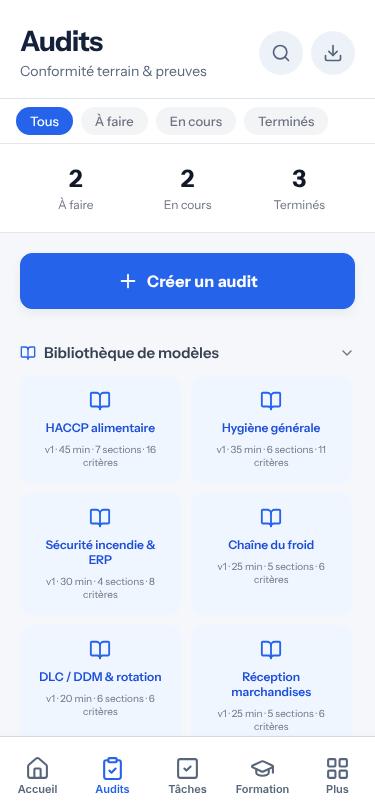 Audits
Conformité terrain & preuves
Tous
À faire
En cours
Terminés
2
2
3
À faire
En cours
Terminés
Créer un audit
Bibliothèque de modèles
HACCP alimentaire
v1 · 45 min · 7 sections · 16
critères
Hygiène générale
v1 · 35 min · 6 sections · 11
critères
Sécurité incendie &
ERP
v1 · 30 min · 4 sections · 8
critères
Chaîne du froid
v1 · 25 min · 5 sections · 6
critères
DLC / DDM & rotation
v1 · 20 min · 6 sections · 6
critères
Réception
marchandises
v1 · 25 min · 5 sections · 6
critères
Accueil
Audits
Tâches
Formation
Plus